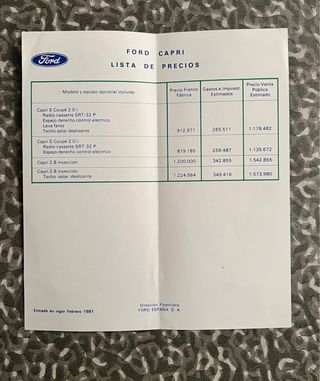 FORD CAPRI
Ford
LISTA DE PRECIOS
Modelo y equipo opcional incluido
Precio Franco Fábrica
Gastos e Impuest. Estimados
Precio Venta Público Estimado
Capri S Coupé 2.0 i
Radio cassette SRT-32 P
Espejo derecho control eléctrico
Lava faros
Techo solar deslizante 912.971 265.511 1.178.482
Capri S Coupé 2.0 i
Radio cassette SRT-32 P
Espejo derecho control eléctrico 879.185 256.487 1.135.672
Capri 2.8 inyección 1.200.000 342.855 1.542.855
Capri 2.8 inyección
Techo solar deslizante 1.224.564 349.416 1.573.980
Entrada en vigor Febrero 1981
Dirección Financiera
FORD ESPAÑA S. A.